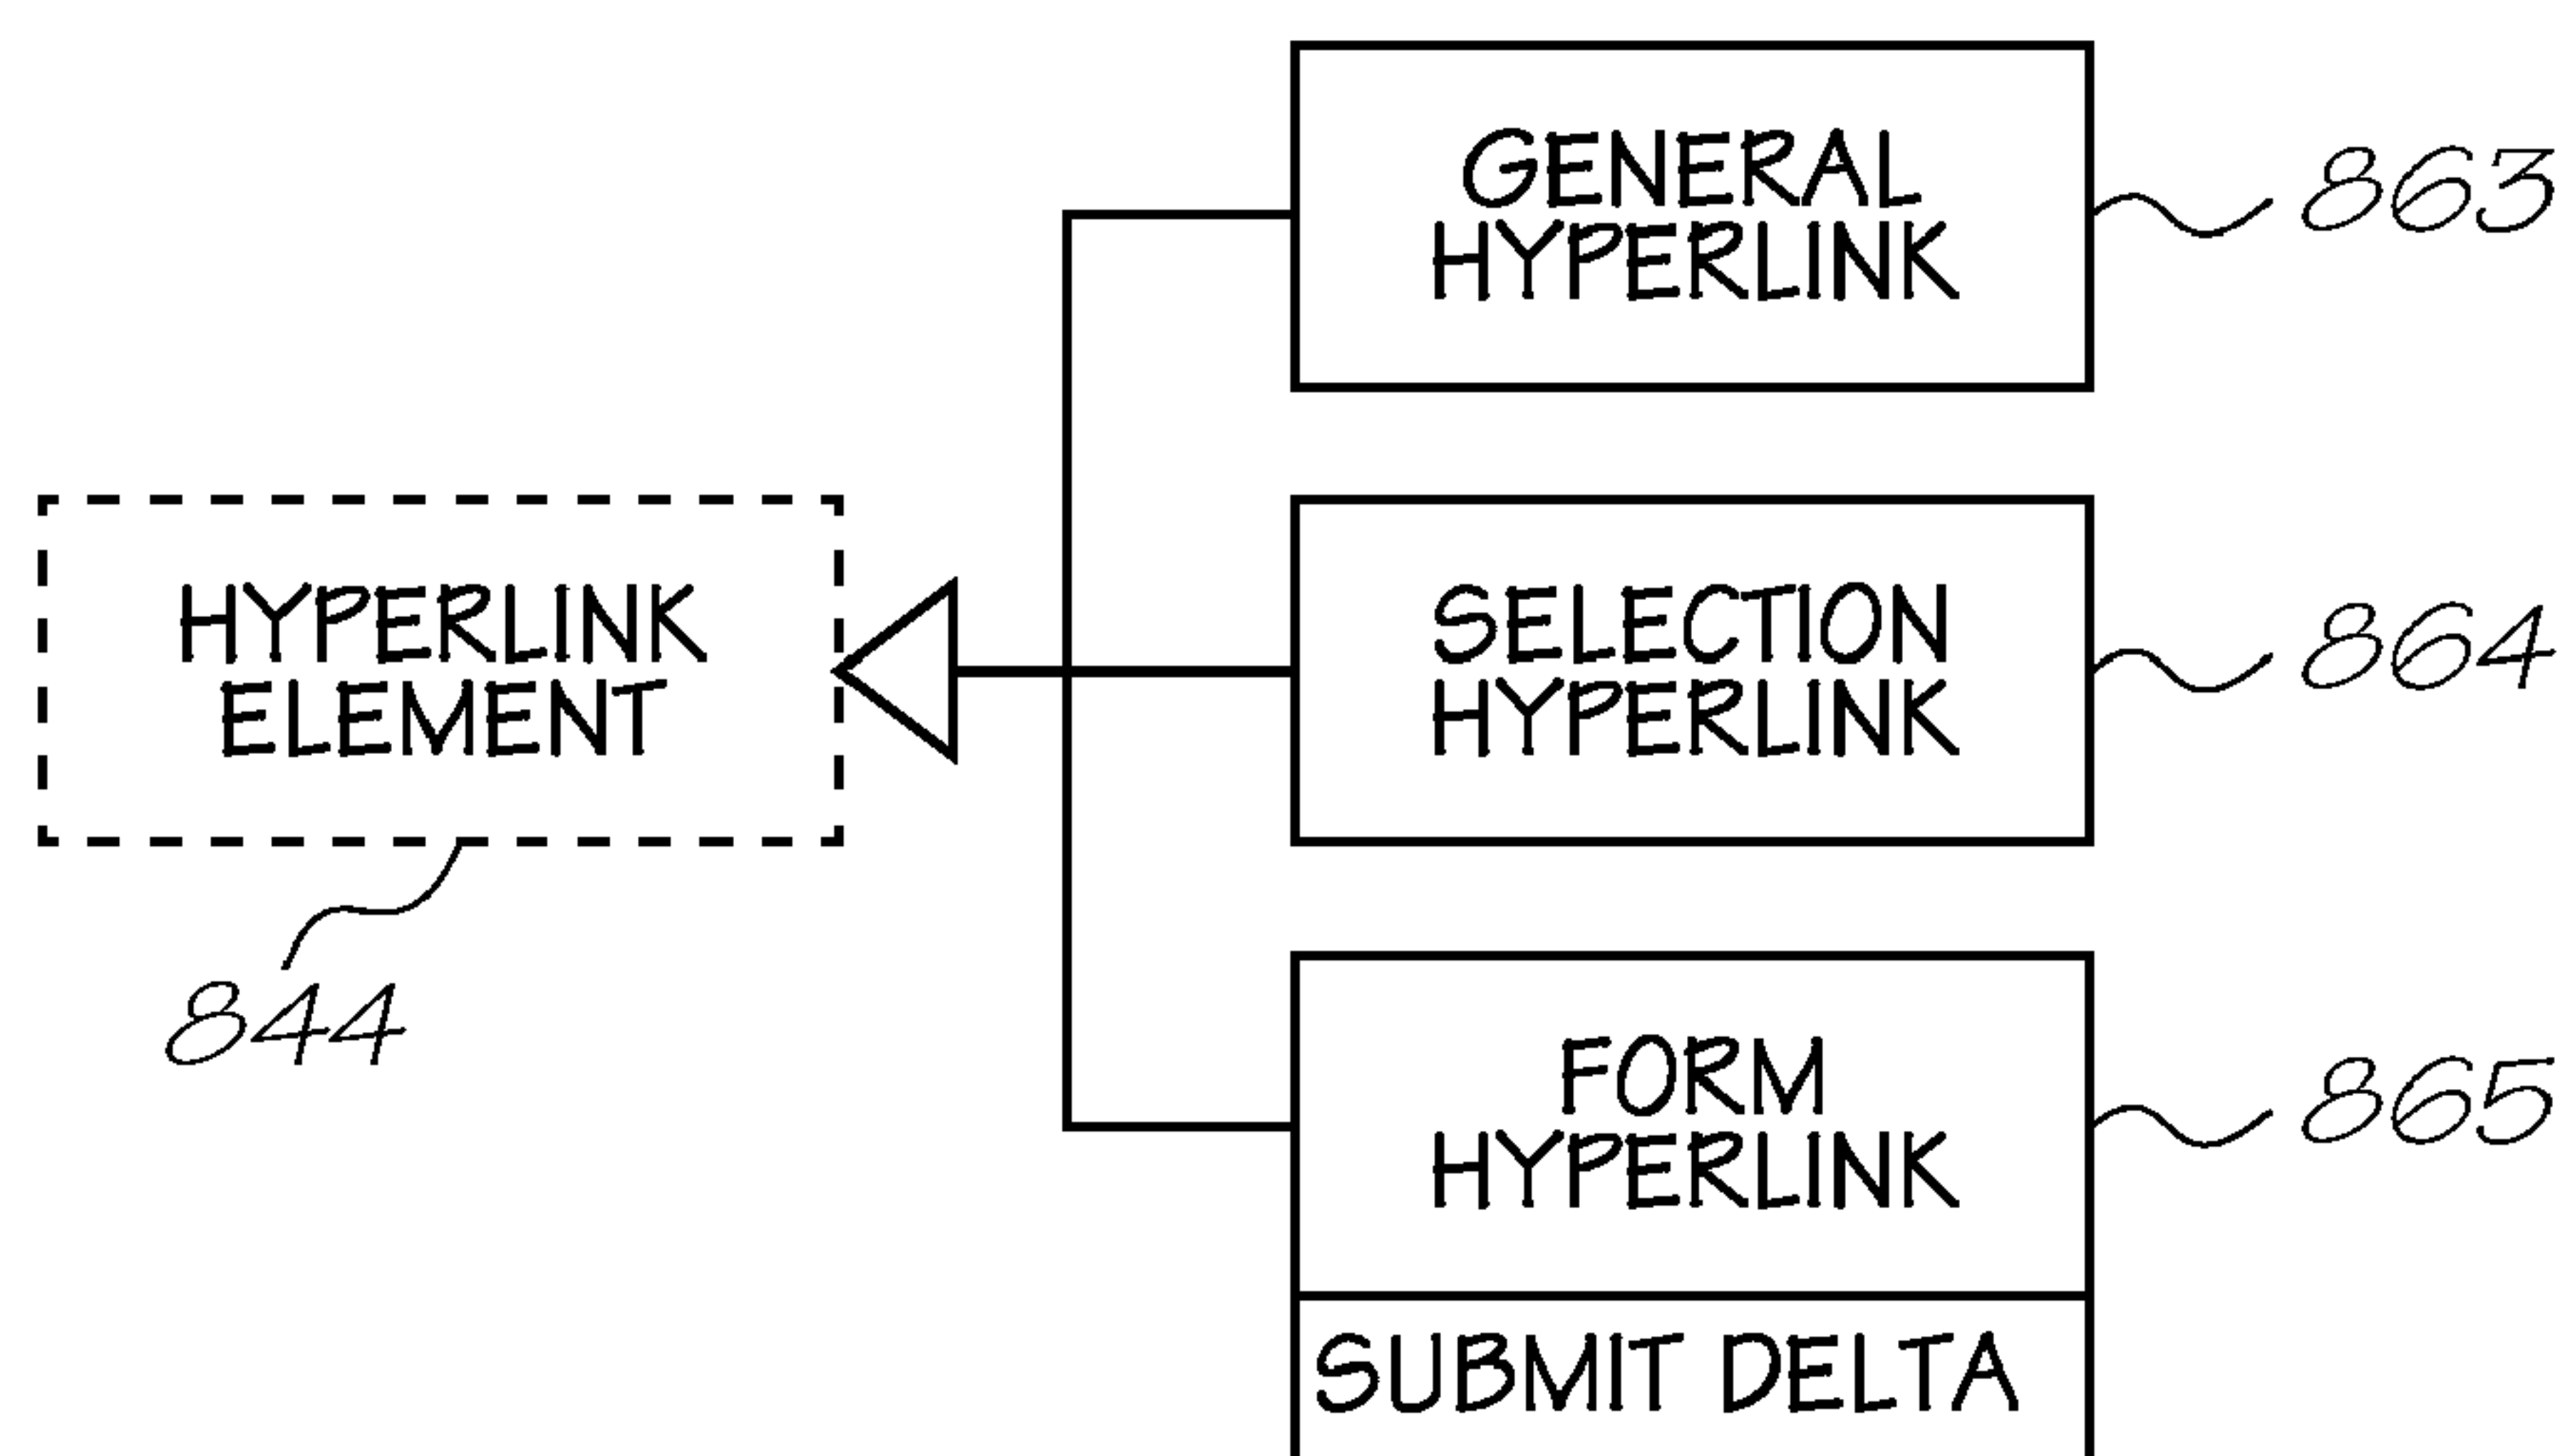 GENERAL
HYPERLINK
863
HYPERLINK
ELEMENT
844
SELECTION
HYPERLINK
864
FORM
HYPERLINK
865
SUBMIT DELTA